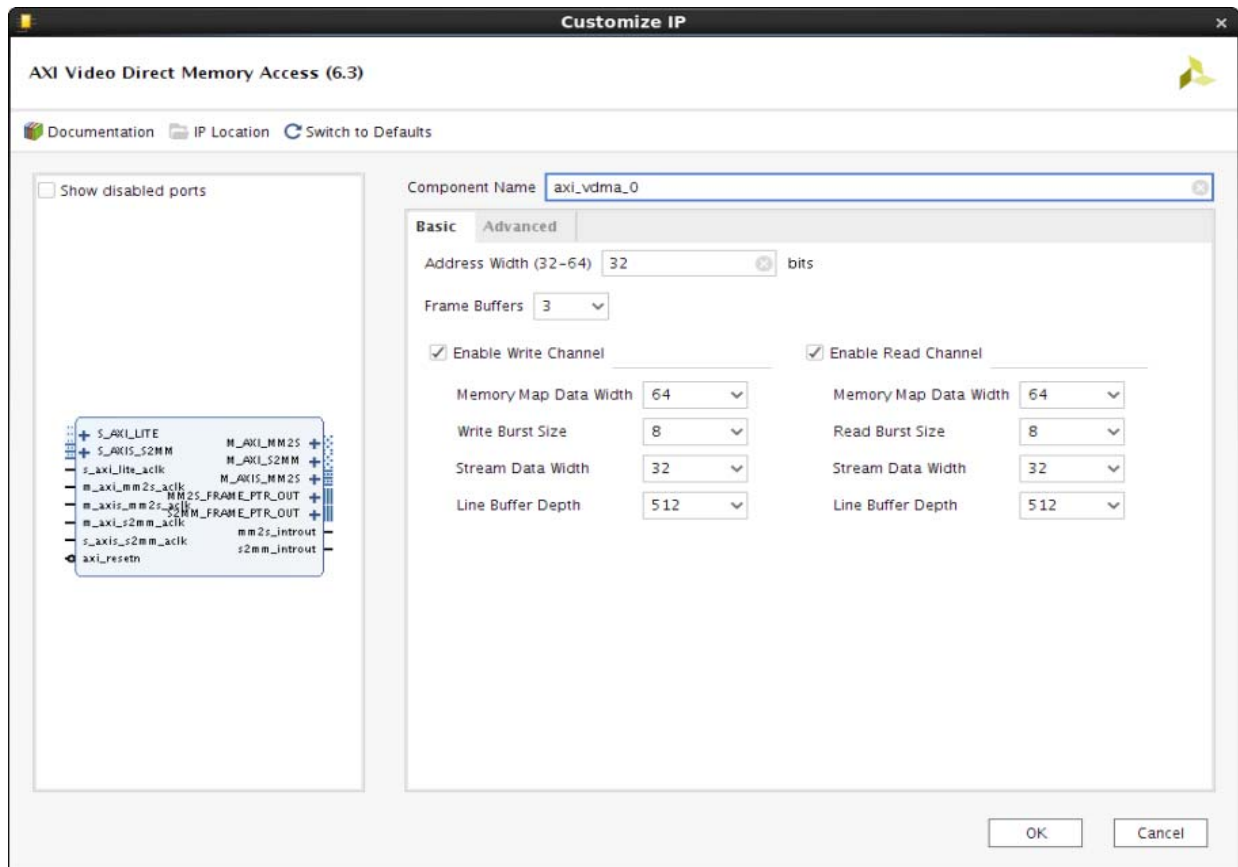 Customize IP
AXI Video Direct Memory Access (6.3)
Documentation IP Location Switch to Defaults
Show disabled ports
S_AXI_LITE
S_AXIS_S2MM
s_axi_lite_aclk
m_axi_mm2s_aclk
m_axis_mm2s_aclk
m_axi_s2mm_aclk
s_axis_s2mm_aclk
axi_resetn
M_AXI_MM2S
M_AXI_S2MM
M_AXIS_MM2S
MM2S_FRAME_PTR_OUT
S2MM_FRAME_PTR_OUT
mm2s_introut
s2mm_introut
Component Name axi_vdma_0
Basic Advanced
Address Width (32-64) 32 bits
Frame Buffers 3
Enable Write Channel Enable Read Channel
Memory Map Data Width 64 Memory Map Data Width 64
Write Burst Size 8 Read Burst Size 8
Stream Data Width 32 Stream Data Width 32
Line Buffer Depth 512 Line Buffer Depth 512
OK Cancel